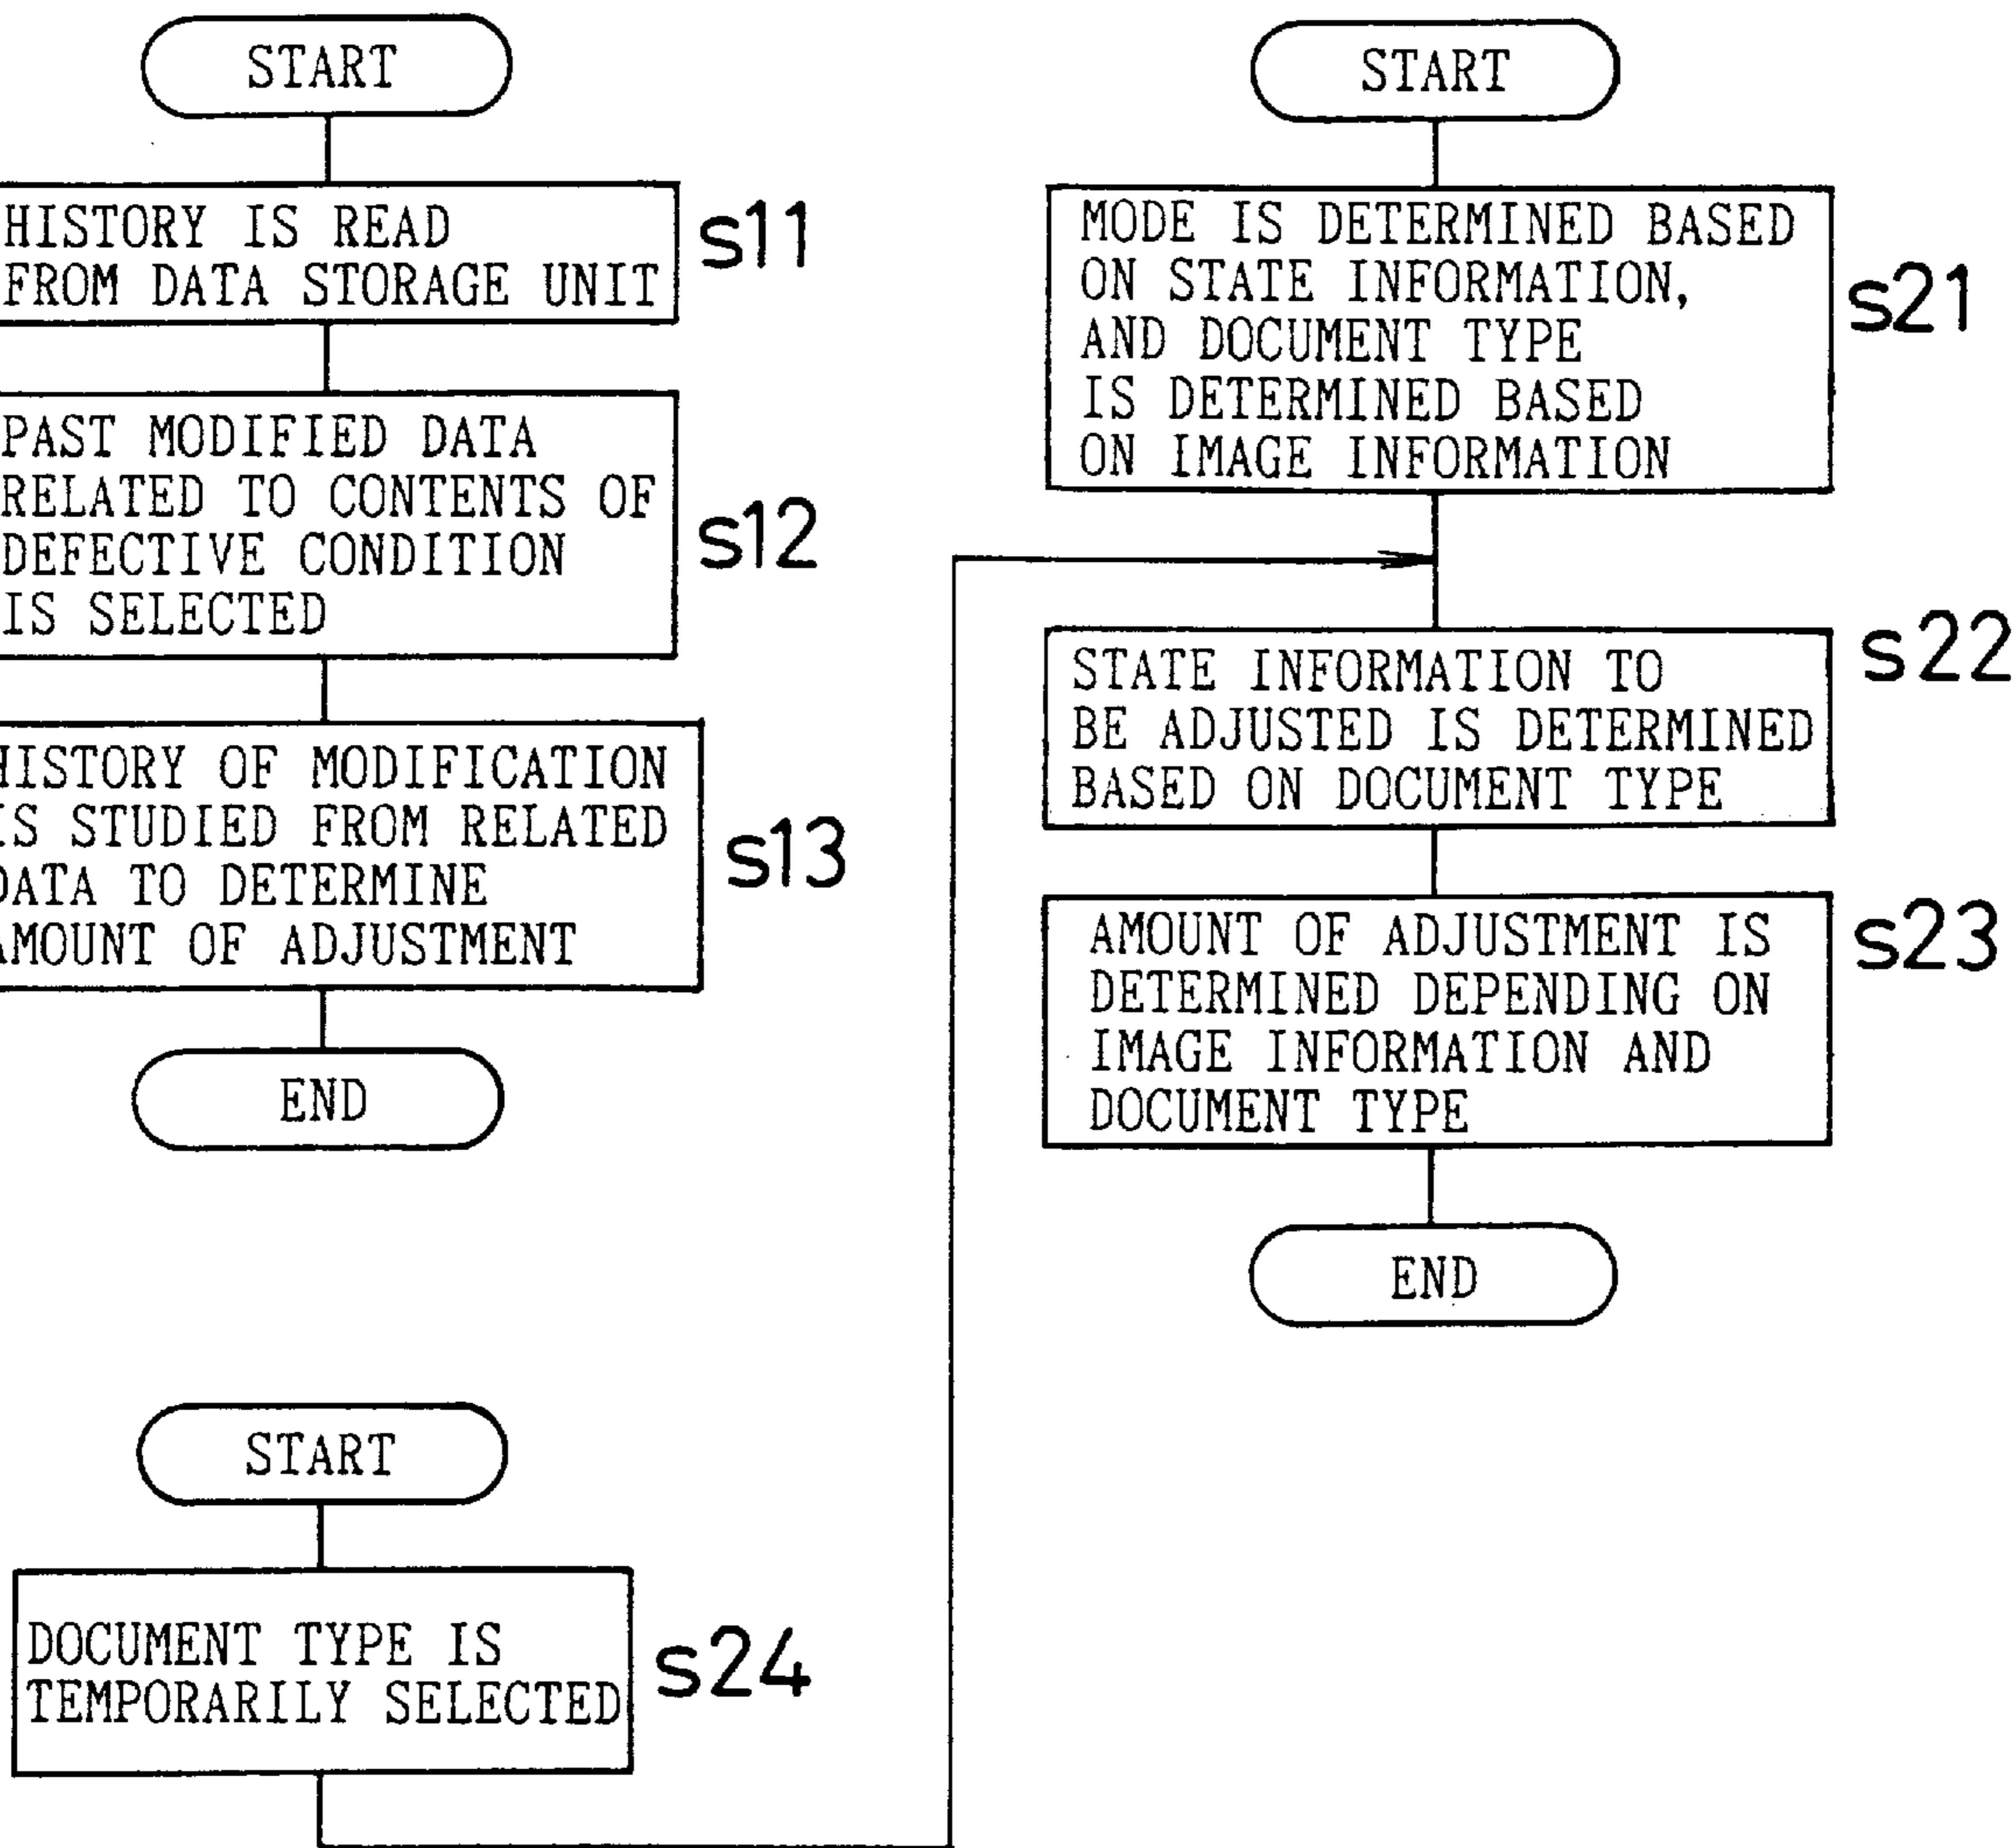 START
HISTORY IS READ
FROM DATA STORAGE UNIT
s11
PAST MODIFIED DATA
RELATED TO CONTENTS OF
DEFECTIVE CONDITION
IS SELECTED
s12
HISTORY OF MODIFICATION
IS STUDIED FROM RELATED
DATA TO DETERMINE
AMOUNT OF ADJUSTMENT
s13
END
START
DOCUMENT TYPE IS
TEMPORARILY SELECTED
s24
START
MODE IS DETERMINED BASED
ON STATE INFORMATION,
AND DOCUMENT TYPE
IS DETERMINED BASED
ON IMAGE INFORMATION
s21
STATE INFORMATION TO
BE ADJUSTED IS DETERMINED
BASED ON DOCUMENT TYPE
s22
AMOUNT OF ADJUSTMENT IS
DETERMINED DEPENDING ON
IMAGE INFORMATION AND
DOCUMENT TYPE
s23
END